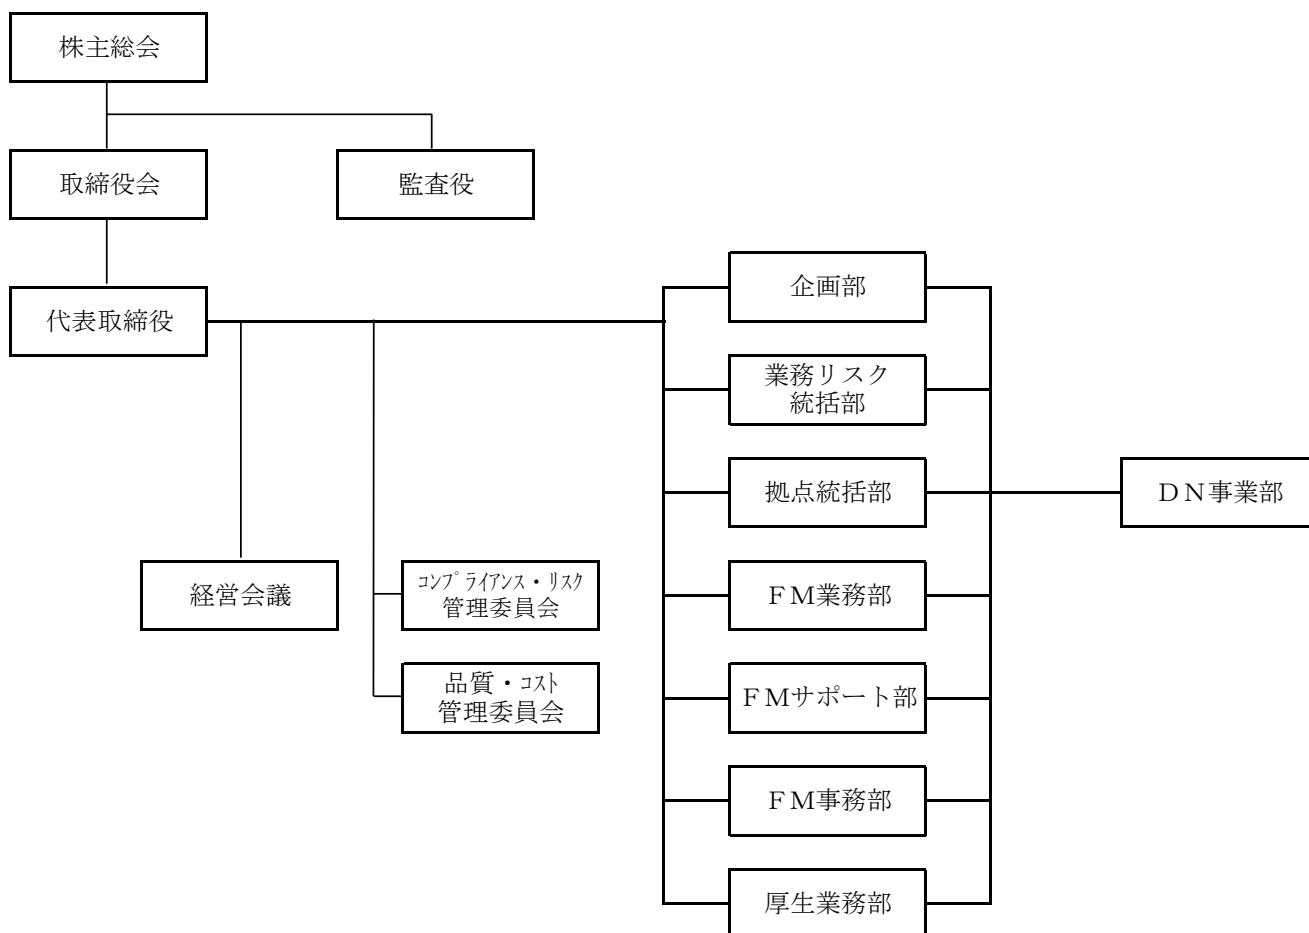 株主総会
取締役会
監査役
代表取締役
企画部
業務リスク
統括部
拠点統括部
ＤＮ事業部
経営会議
ｺﾝﾌﾟﾗｲｱﾝｽ・ﾘｽｸ
管理委員会
ＦＭ業務部
品質・ｺｽﾄ
管理委員会
ＦＭサポート部
ＦＭ事務部
厚生業務部